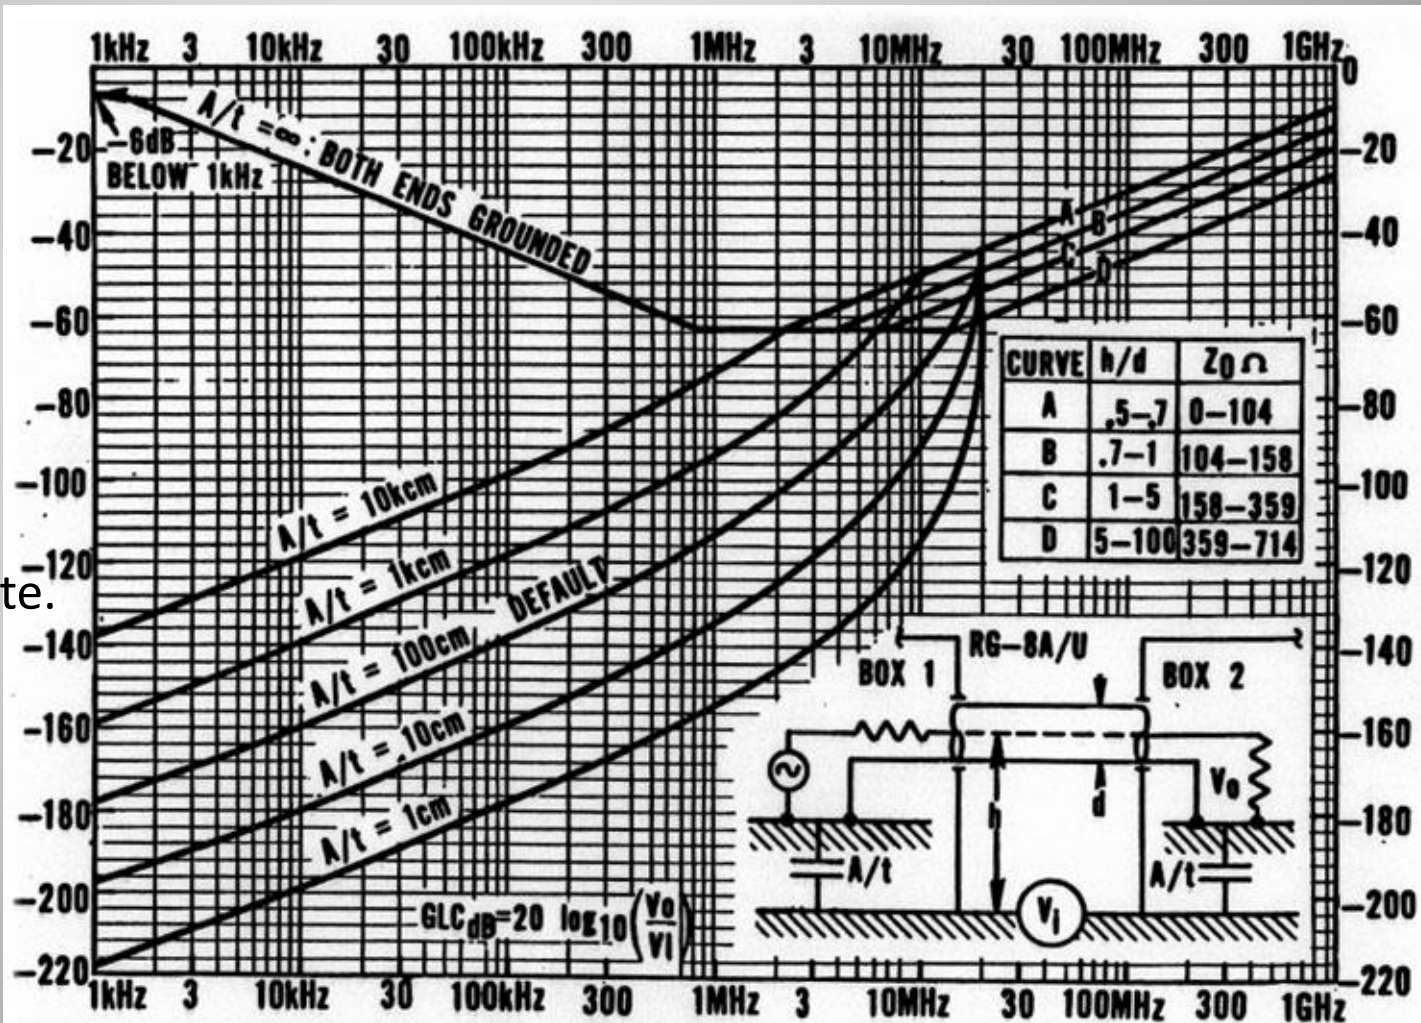 1kHz 3 10kHz 30 100kHz 300 1MHz 3 10MHz 30 100MHz 300 1GHz
0
A/t = ∞ : BOTH ENDS GROUNDED
-6dB
BELOW 1kHz
-20
-40
-60
-80
-100
-120
-140
-160
-180
-200
-220
-20
-40
-60
-80
-100
-120
-140
-160
-180
-200
-220
te.
A
B
C
D
A/t = 10kcm
A/t = 1kcm
A/t = 100cm, DEFAULT
A/t = 10cm
A/t = 1cm
CURVE h/d Z0 Ω
A .5-.7 0-104
B .7-1 104-158
C 1-5 158-359
D 5-100 359-714
RG-8A/U
BOX 1
BOX 2
h
d
V0
A/t
A/t
Vi
GLCdB=20 log10(V0/VI)
1kHz 3 10kHz 30 100kHz 300 1MHz 3 10MHz 30 100MHz 300 1GHz